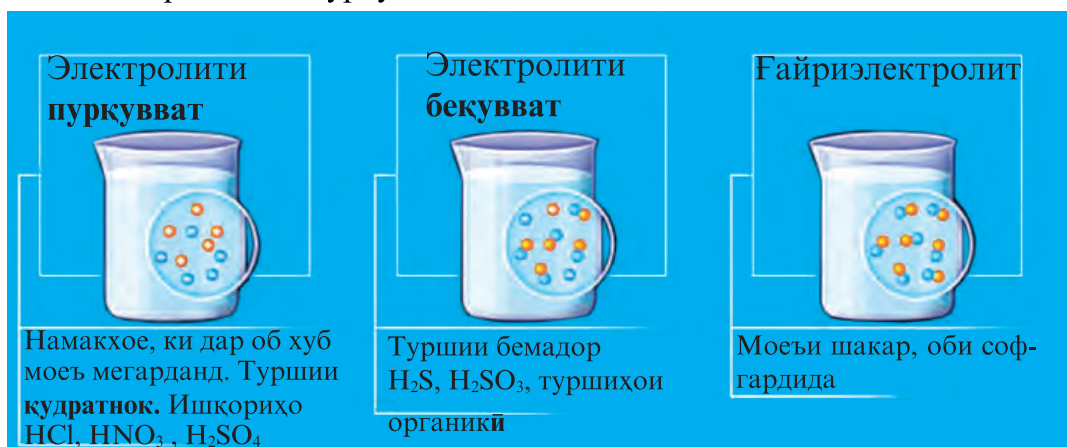 Электролити
пурқувват
Намакхое, ки дар об хуб
моеъ мегарданд. Туршии
қудратнок. Ишқориҳо
HCl, HNO₃ , H₂SO₄
Электролити
беқувват
Туршии бемадор
H₂S, H₂SO₃, туршиҳои
органикӣ
Ғайриэлектролит
Моеъи шакар, оби соф-
гардида